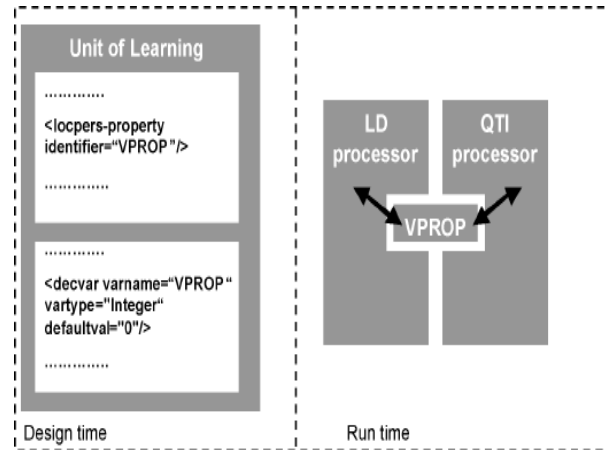 Unit of Learning
.............
<locpers-property
identifier=“VPROP”/>
..............
.............
<decvar varname=“VPROP“
vartype="Integer“
defaultval="0"/>
..............
Design time
LD
processor
QTI
processor
VPROP
Run time